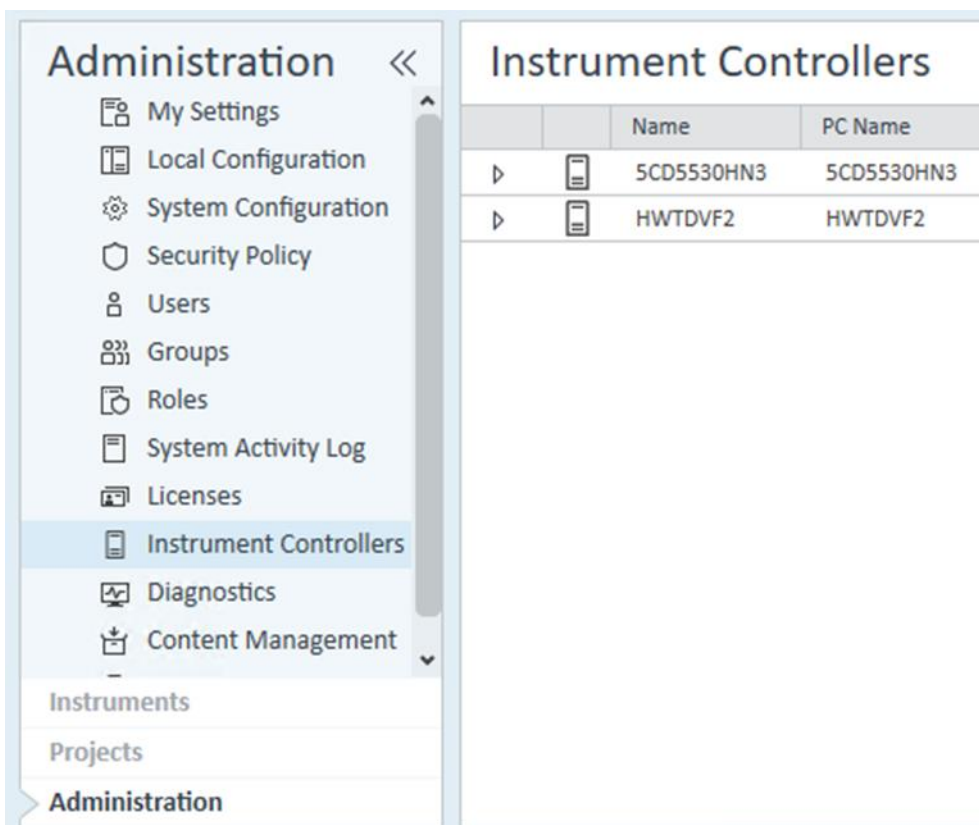 Administration
My Settings
Local Configuration
System Configuration
Security Policy
Users
Groups
Roles
System Activity Log
Licenses
Instrument Controllers
Diagnostics
Content Management
Instruments
Projects
Administration
Instrument Controllers
Name PC Name
5CD5530HN3 5CD5530HN3
HWTDVF2 HWTDVF2